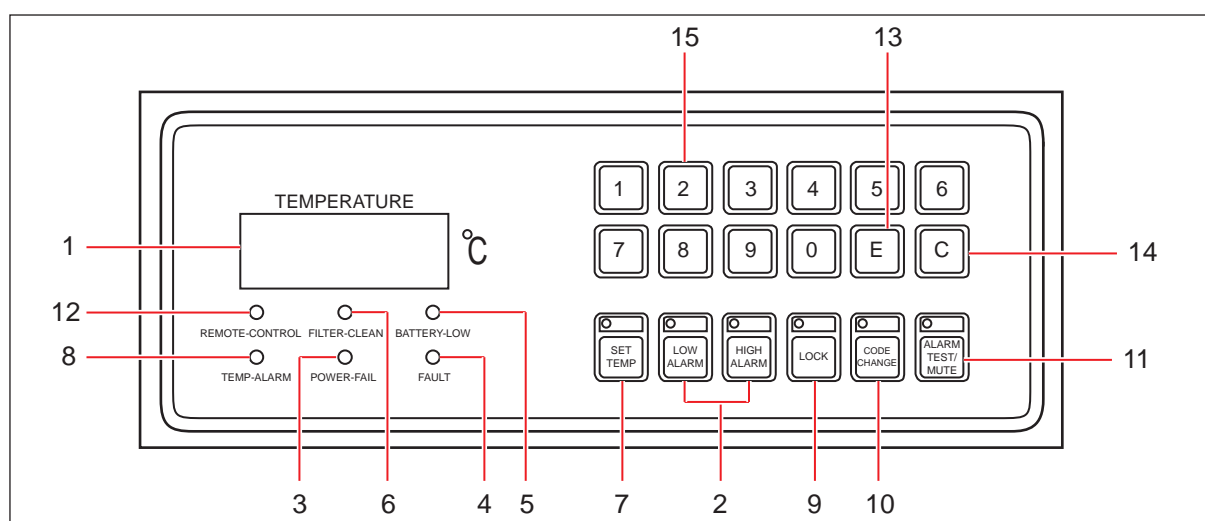 15 13
1 2 3 4 5 6
TEMPERATURE
1 °C
7 8 9 0 E C
14
12
REMOTE-CONTROL FILTER-CLEAN BATTERY-LOW
8
TEMP-ALARM POWER-FAIL FAULT
SET
TEMP
LOW
ALARM
HIGH
ALARM
LOCK
CODE
CHANGE
ALARM
TEST/
MUTE
11
3 6 4 5 7 2 9 10